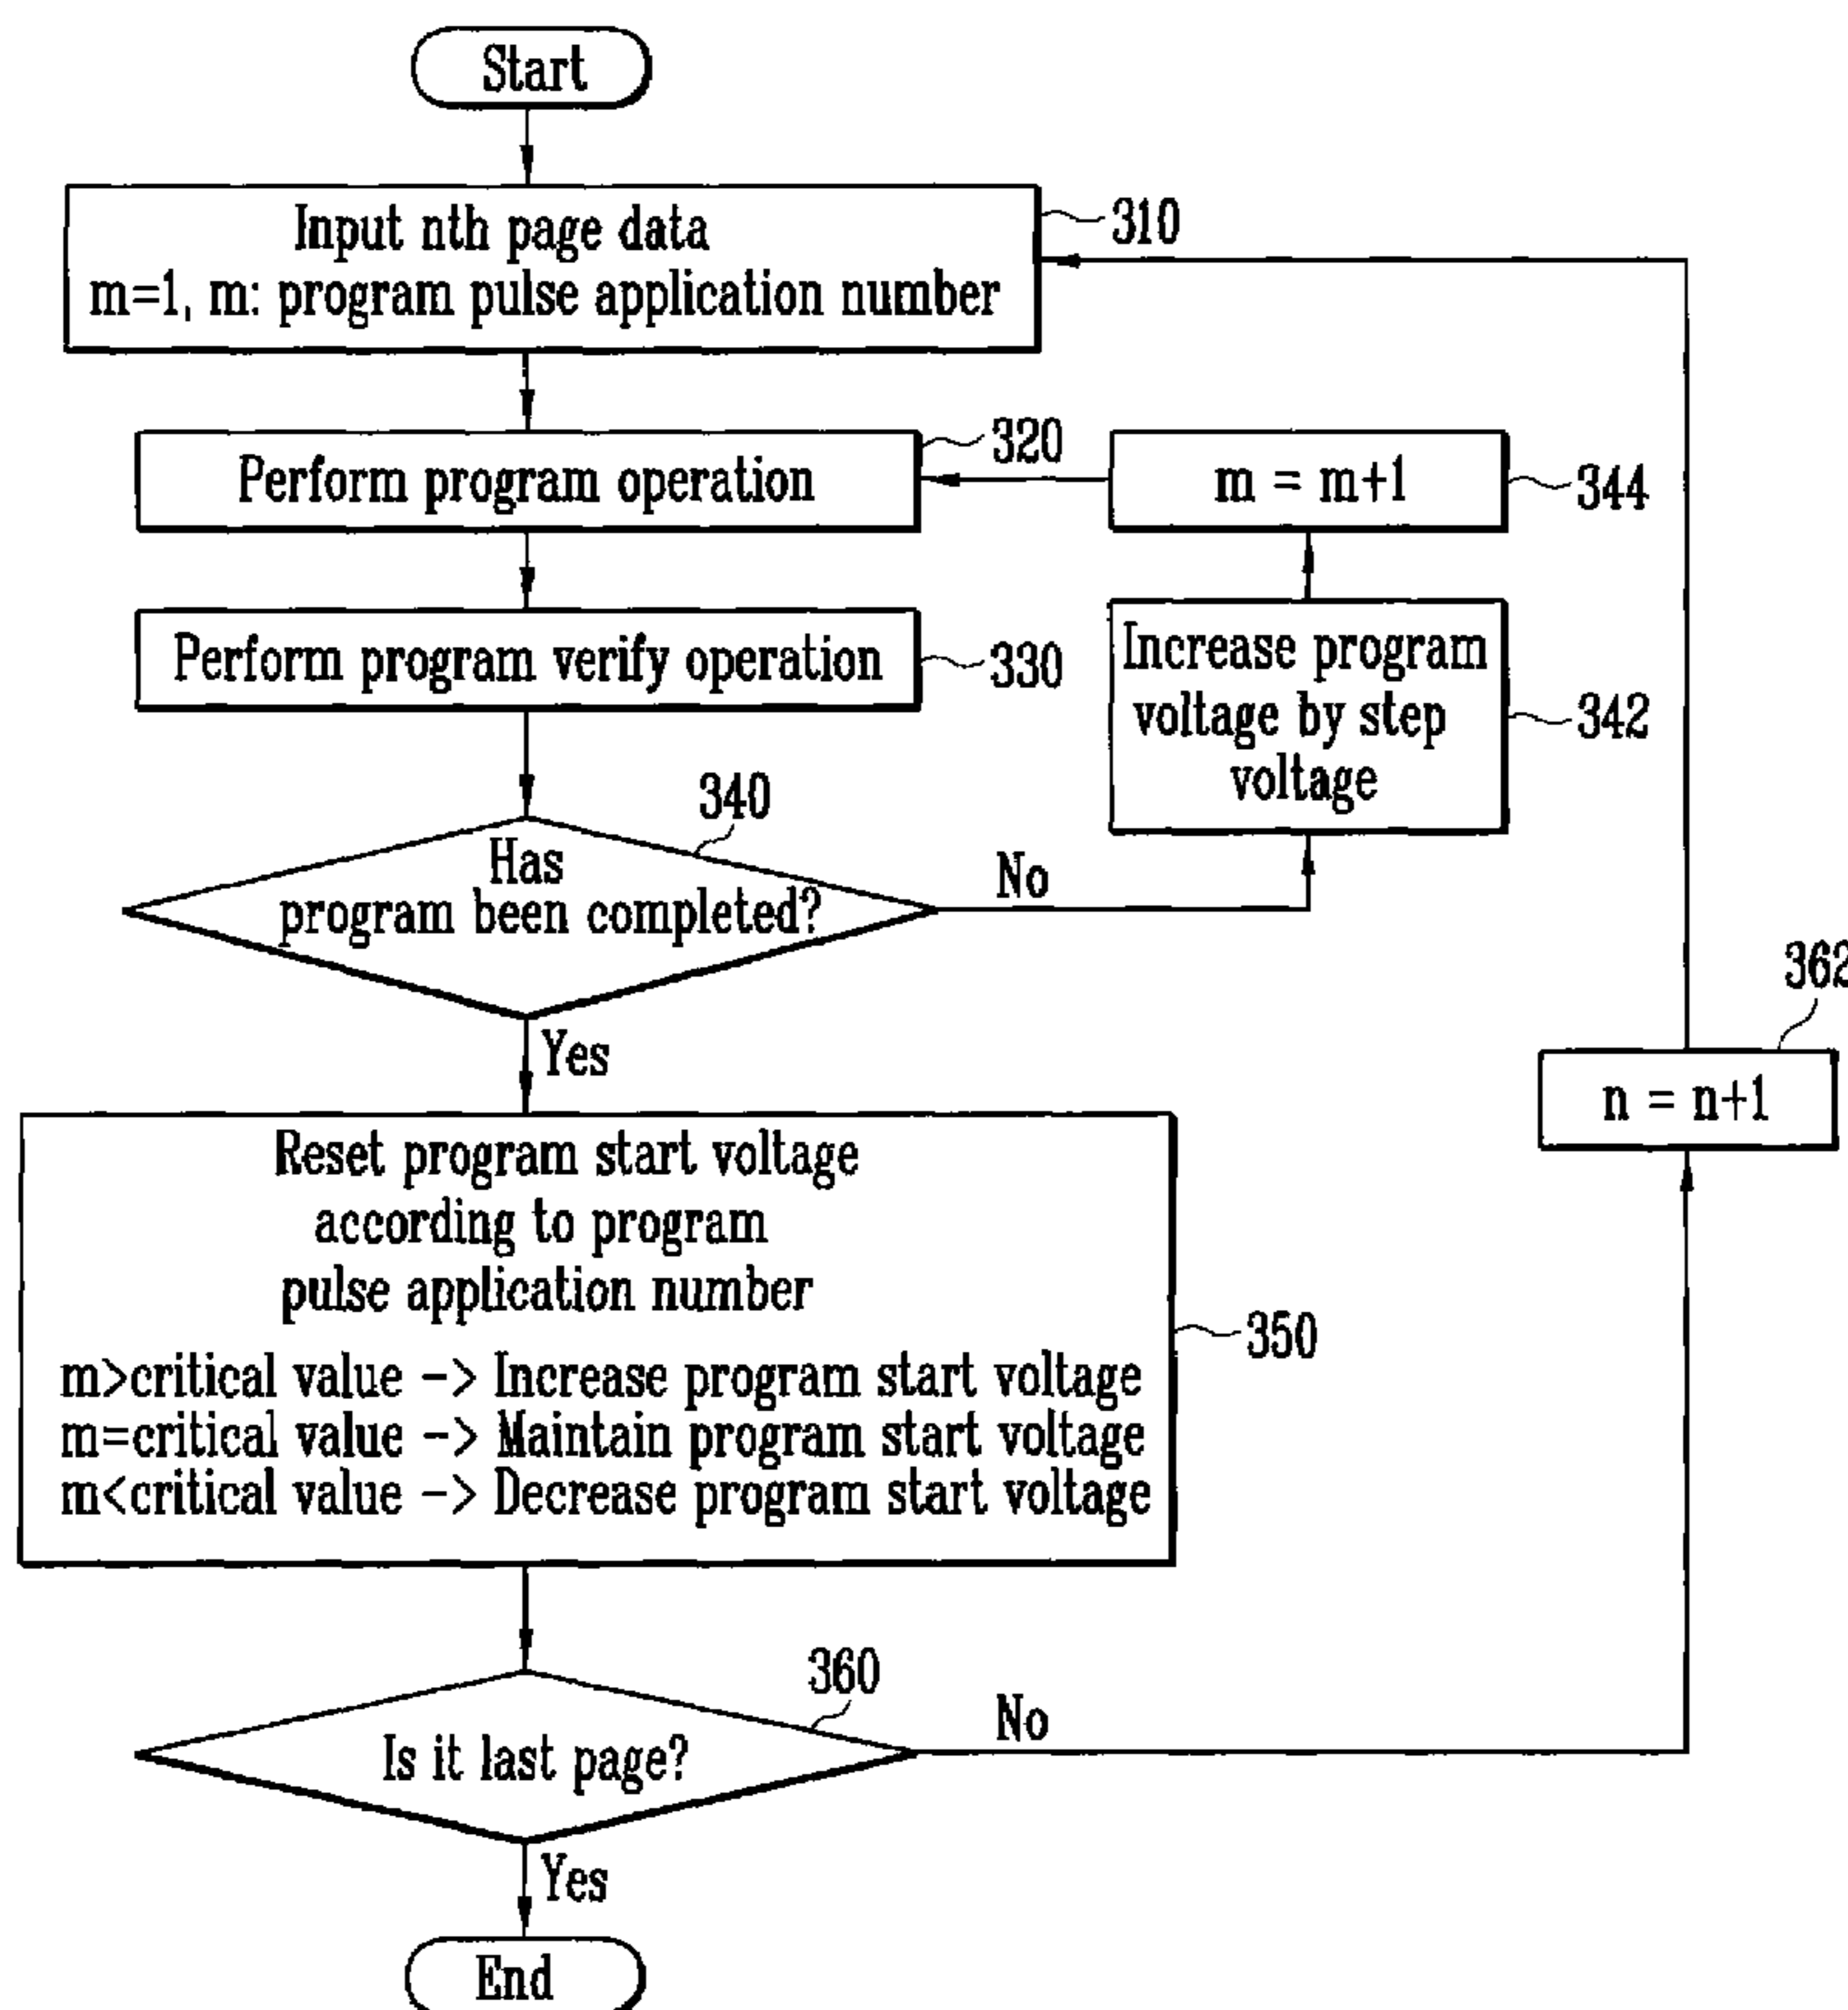 Start
Input nth page data
m=1, m: program pulse application number
310
Perform program operation
320
m = m+1
344
Perform program verify operation
330
Increase program
voltage by step
voltage
342
340
Has
program been completed?
No
Yes
362
n = n+1
Reset program start voltage
according to program
pulse application number
m>critical value -> Increase program start voltage
m=critical value -> Maintain program start voltage
m<critical value -> Decrease program start voltage
350
360
Is it last page?
No
Yes
End